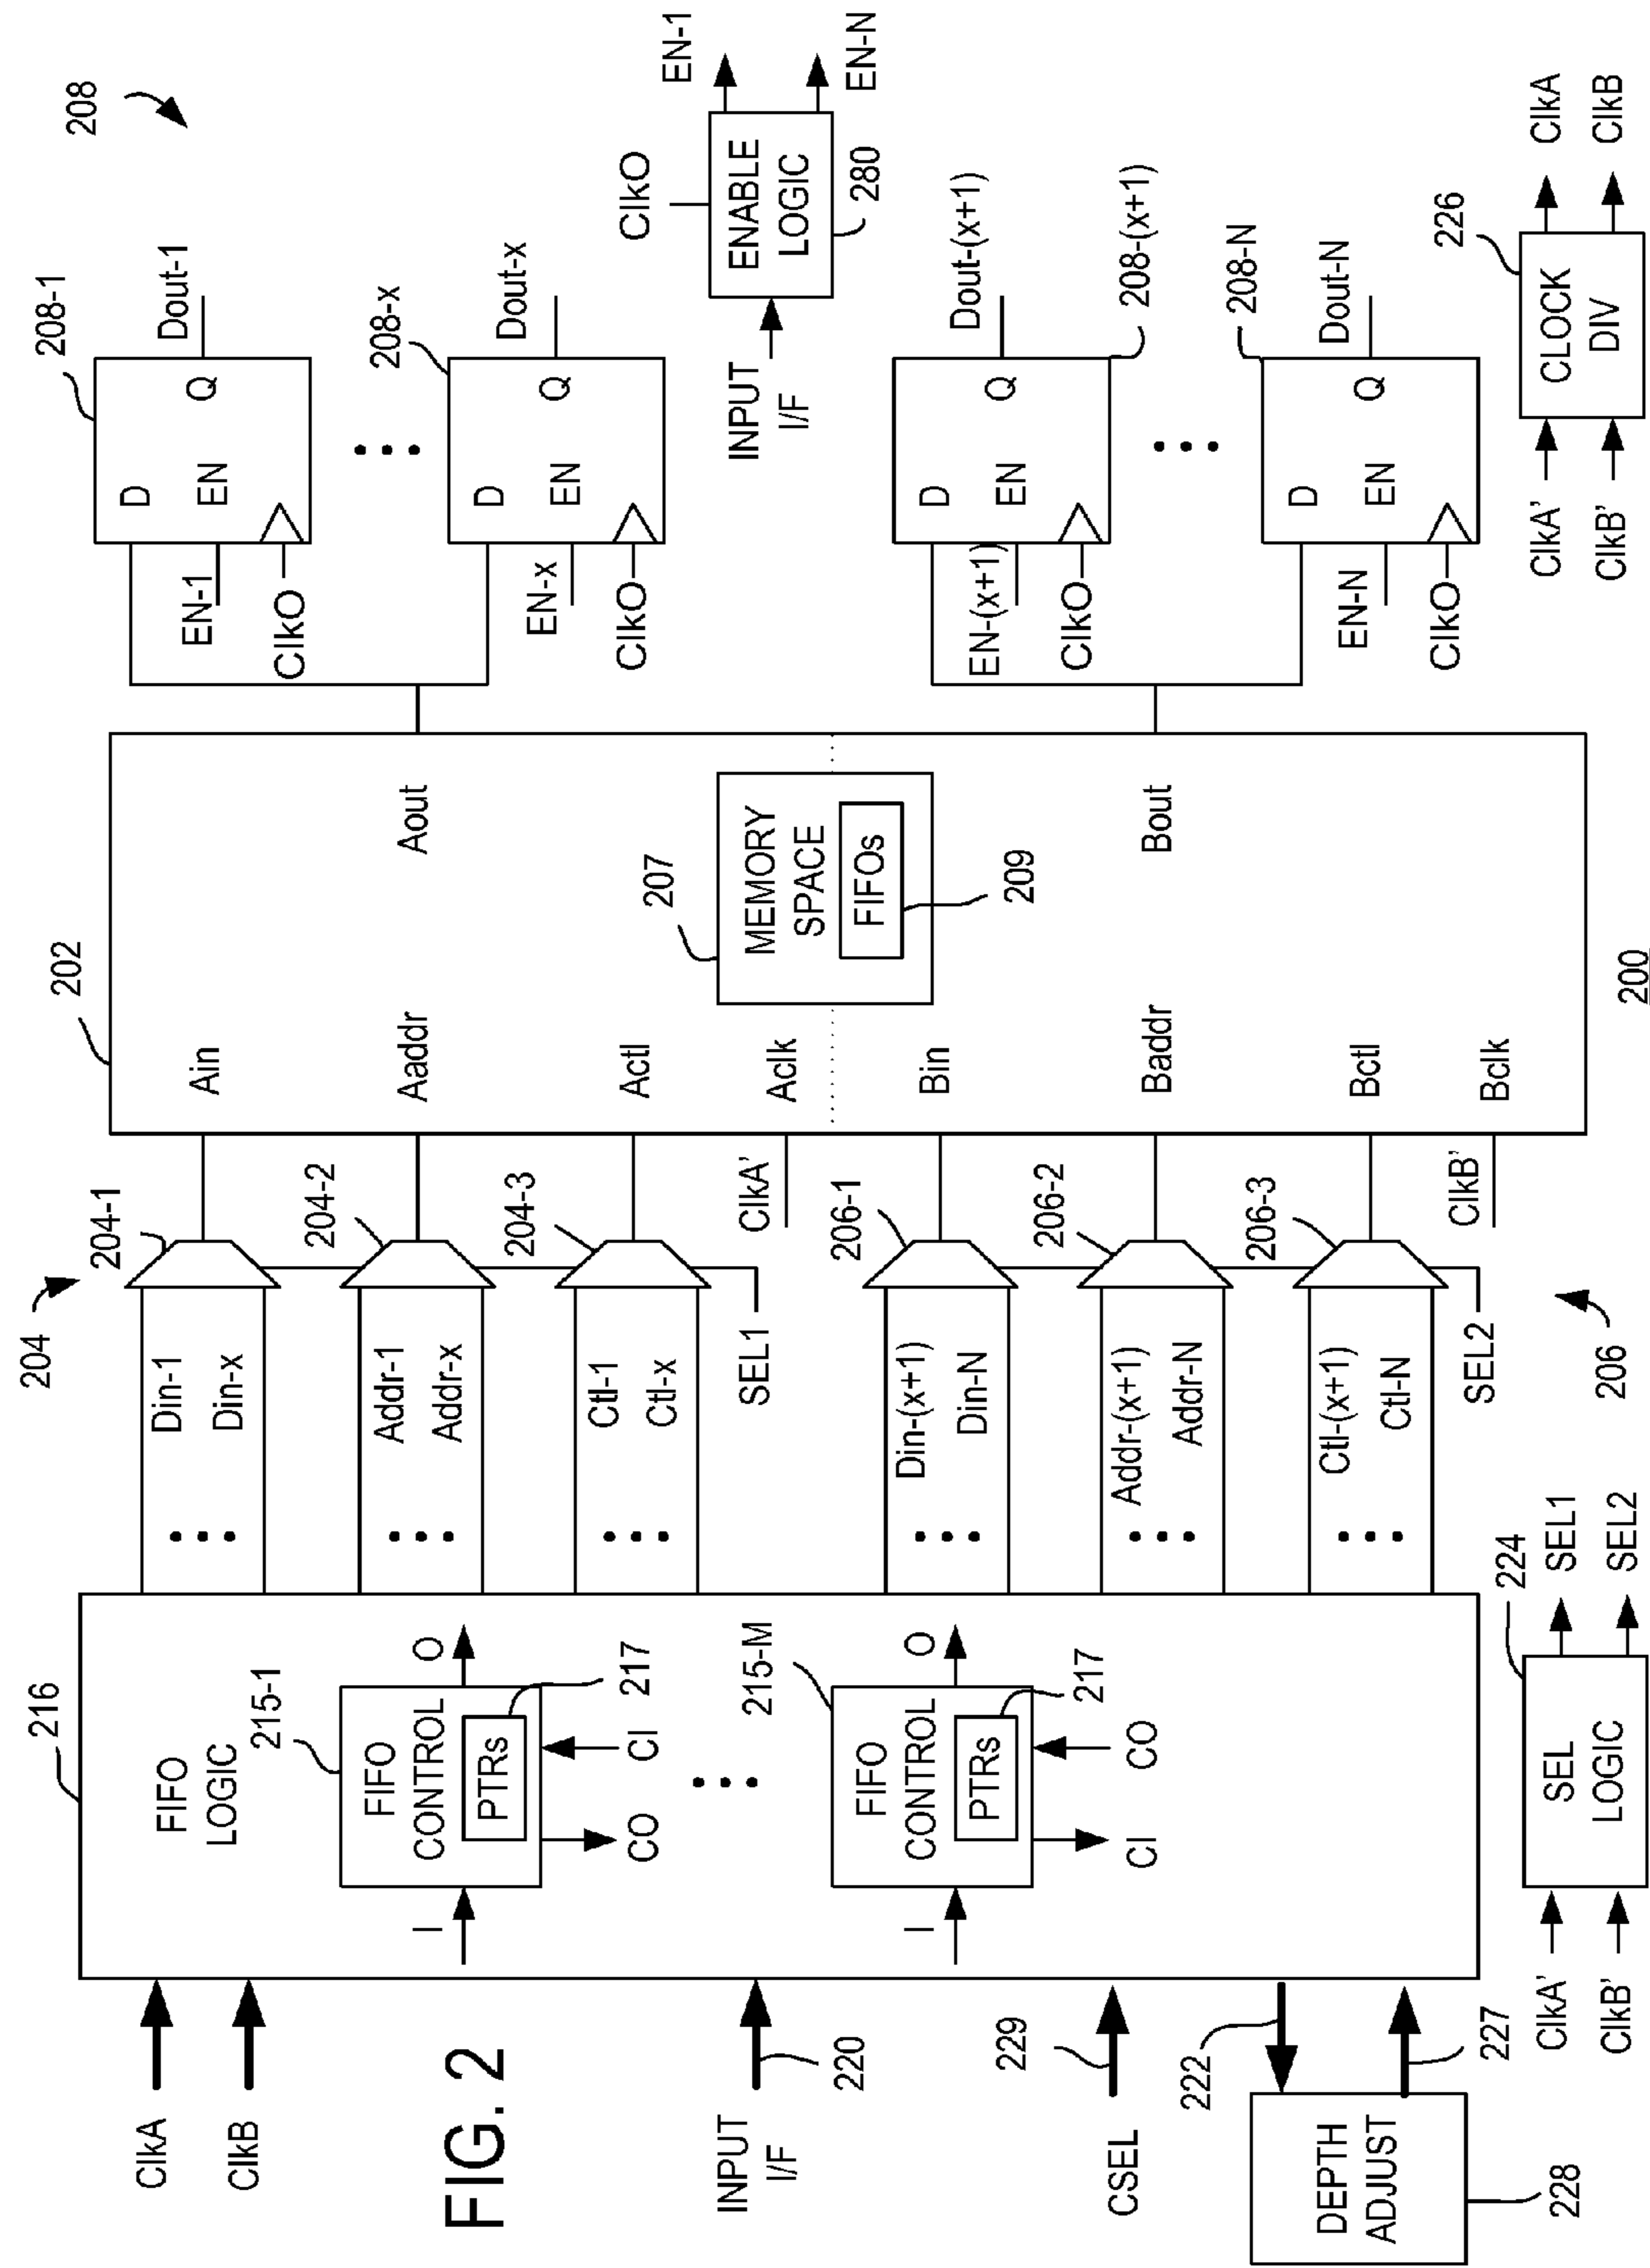 FIG. 2
208
208-1
Dout-1
D
Q
EN
EN-1
ClkO
208-x
Dout-x
D
Q
EN
EN-x
ClkO
ClkO
ENABLE
LOGIC
INPUT
I/F
EN-1
EN-N
280
Dout-(x+1)
208-(x+1)
D
Q
EN
EN-(x+1)
ClkO
208-N
Dout-N
D
Q
EN
EN-N
ClkO
226
CLOCK
DIV
ClkA'
ClkB'
ClkA
ClkB
202
Ain
Aaddr
Actl
Aclk
Aout
207
MEMORY
SPACE
FIFOs
209
Bin
Baddr
Bctl
Bclk
Bout
200
204
204-1
204-2
204-3
ClkA'
206-1
206-2
206-3
ClkB'
206
Din-1
Din-x
Addr-1
Addr-x
Ctl-1
Ctl-x
SEL1
Din-(x+1)
Din-N
Addr-(x+1)
Addr-N
Ctl-(x+1)
Ctl-N
SEL2
216
FIFO
LOGIC
215-1
FIFO
CONTROL
PTRs
217
I
O
CO
CI
215-M
FIFO
CONTROL
PTRs
217
I
O
CI
CO
224
SEL
LOGIC
ClkA'
ClkB'
SEL1
SEL2
ClkA
ClkB
INPUT
I/F
220
CSEL
229
222
227
DEPTH
ADJUST
228